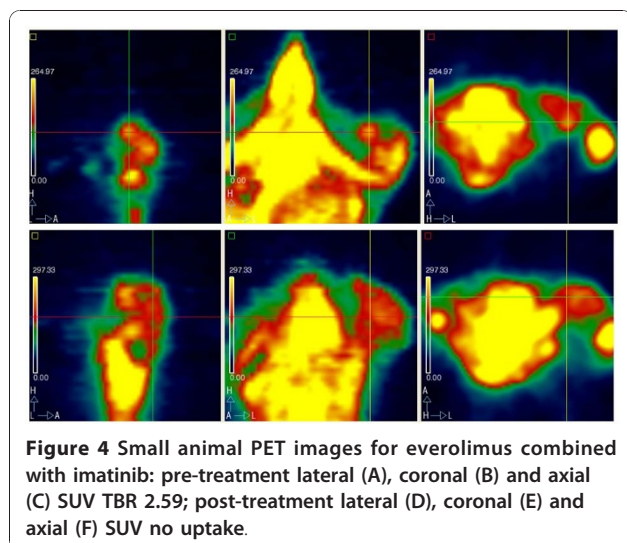 264.97
0.00
H
L A
264.97
0.00
H
A L
264.97
0.00
A
H L
297.33
0.00
H
L A
297.33
0.00
H
A L
297.33
0.00
A
H L
Figure 4 Small animal PET images for everolimus combined
with imatinib: pre-treatment lateral (A), coronal (B) and axial
(C) SUV TBR 2.59; post-treatment lateral (D), coronal (E) and
axial (F) SUV no uptake.